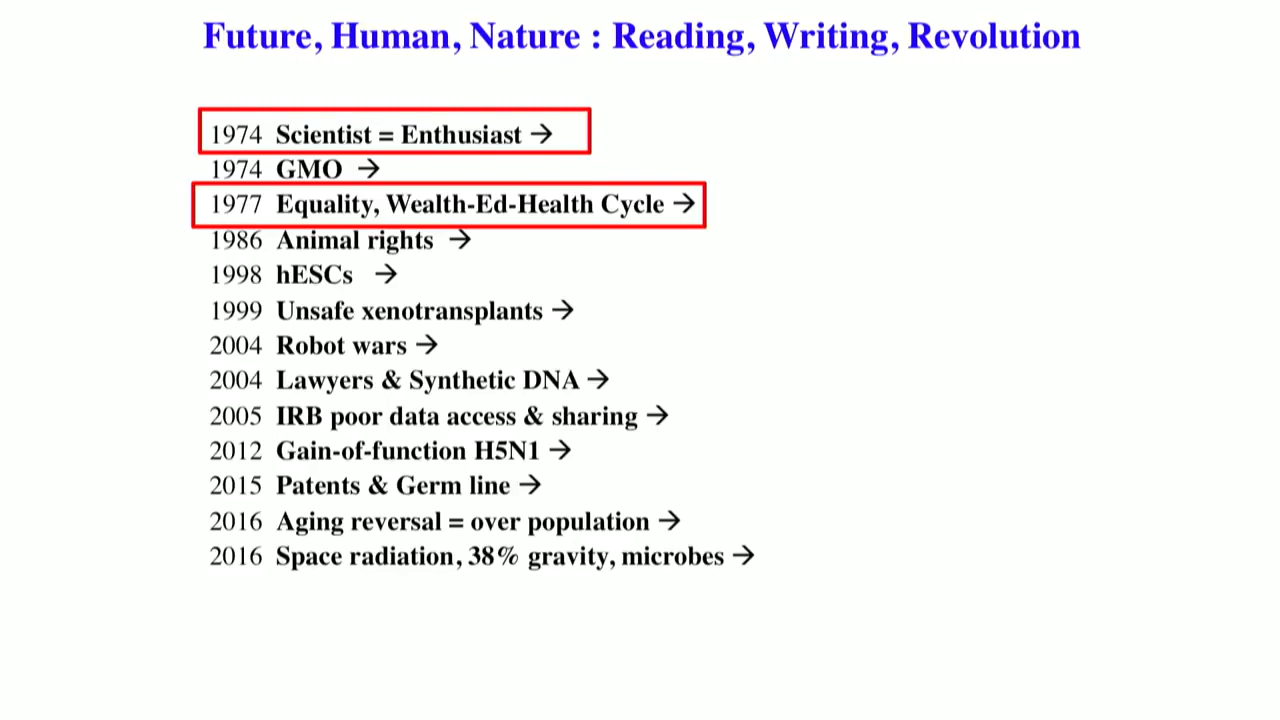 Future, Human, Nature : Reading, Writing, Revolution
1974 Scientist = Enthusiast →
1974 GMO →
1977 Equality, Wealth-Ed-Health Cycle →
1986 Animal rights →
1998 hESCs →
1999 Unsafe xenotransplants →
2004 Robot wars →
2004 Lawyers & Synthetic DNA →
2005 IRB poor data access & sharing →
2012 Gain-of-function H5N1 →
2015 Patents & Germ line →
2016 Aging reversal = over population →
2016 Space radiation, 38% gravity, microbes →